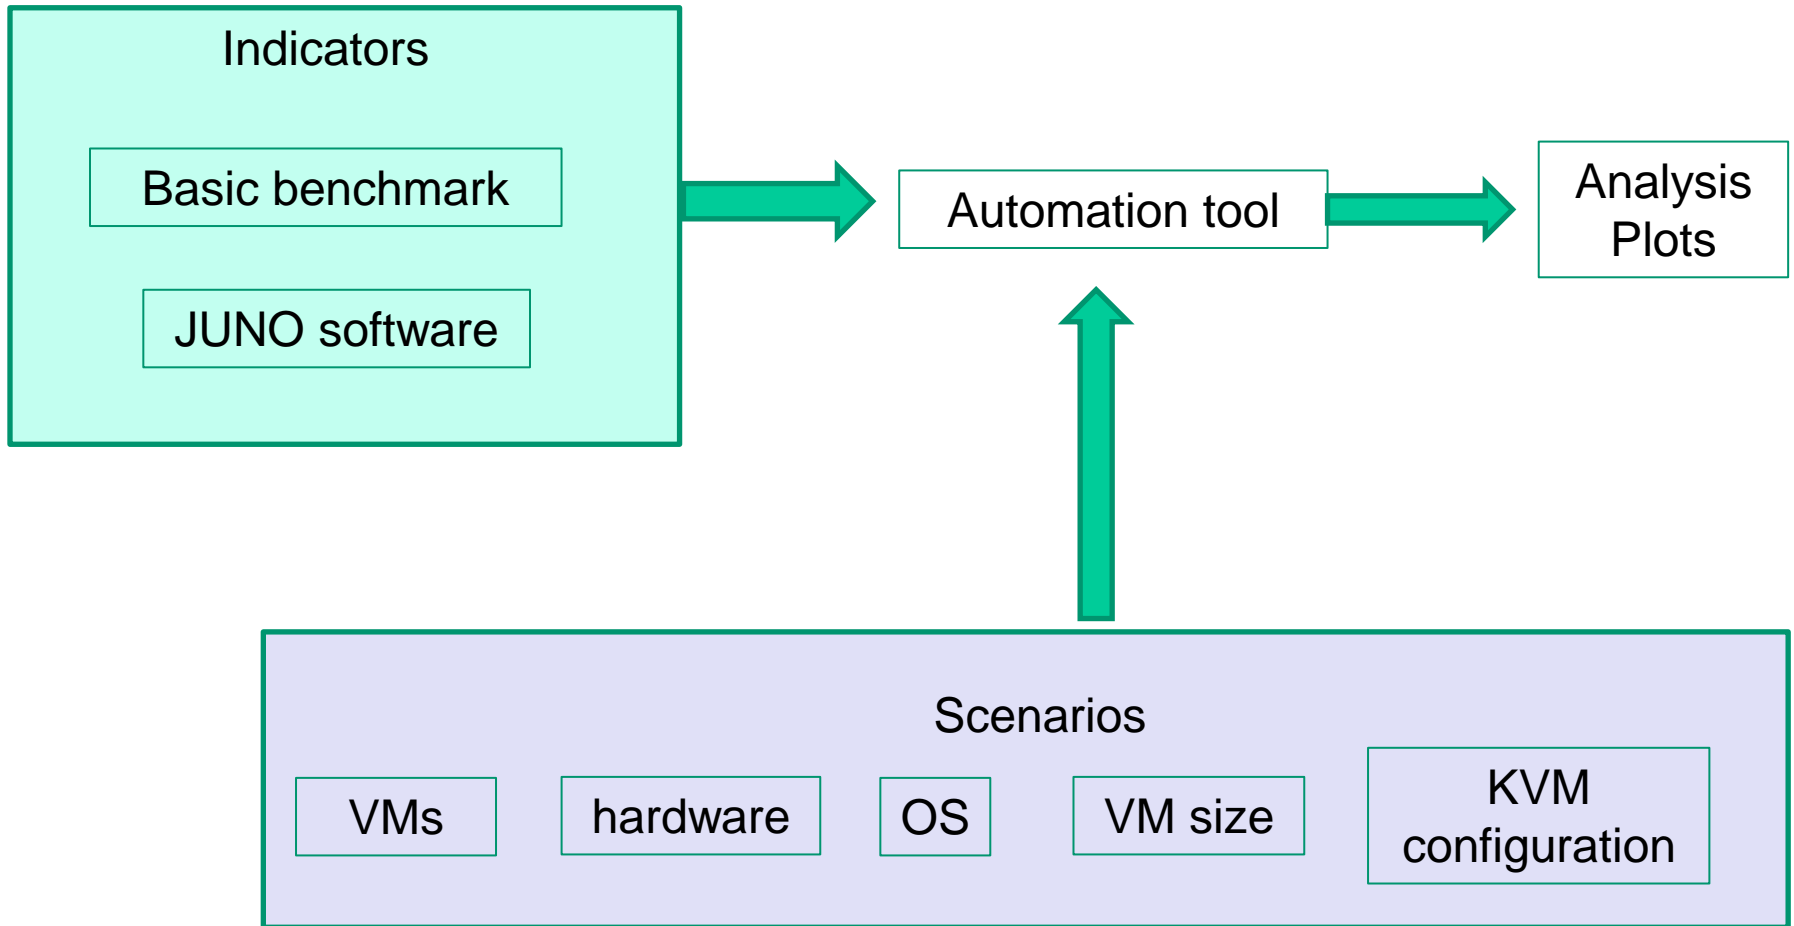 Indicators
Basic benchmark
JUNO software
Automation tool
Analysis
Plots
Scenarios
VMs
hardware
OS
VM size
KVM
configuration